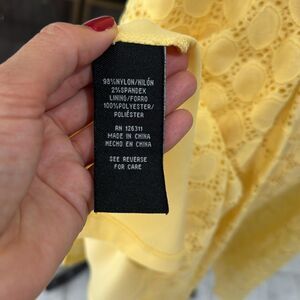 98%NYLON/NILÓN
2%SPANDEX
LINING/FORRO
100%POLYESTER/
POLIÉSTER
RN 126311
MADE IN CHINA
HECHO EN CHINA
SEE REVERSE
FOR CARE